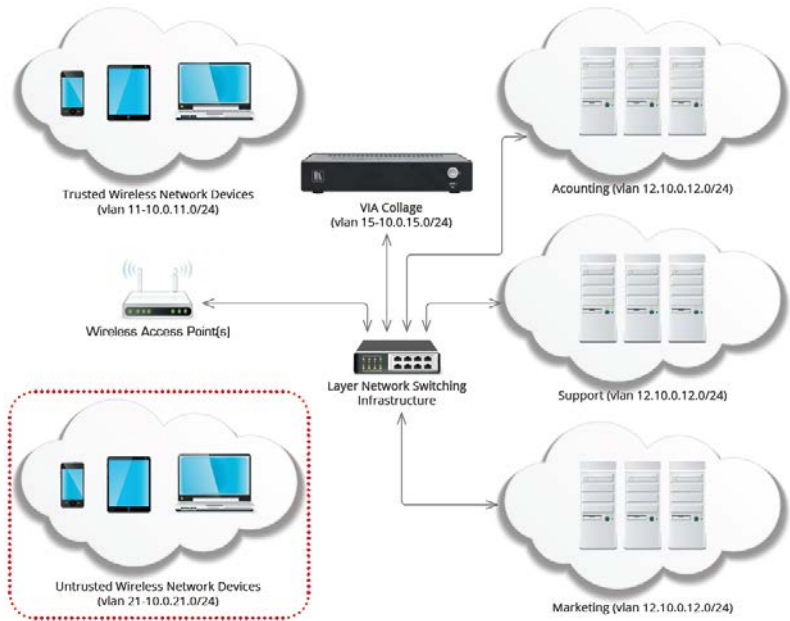 Trusted Wireless Network Devices
(vlan 11-10.0.11.0/24)
VIA Collage
(vlan 15-10.0.15.0/24)
Acounting (vlan 12.10.0.12.0/24)
Wireless Access Point(s)
Layer Network Switching
Infrastructure
Support (vlan 12.10.0.12.0/24)
Untrusted Wireless Network Devices
(vlan 21-10.0.21.0/24)
Marketing (vlan 12.10.0.12.0/24)